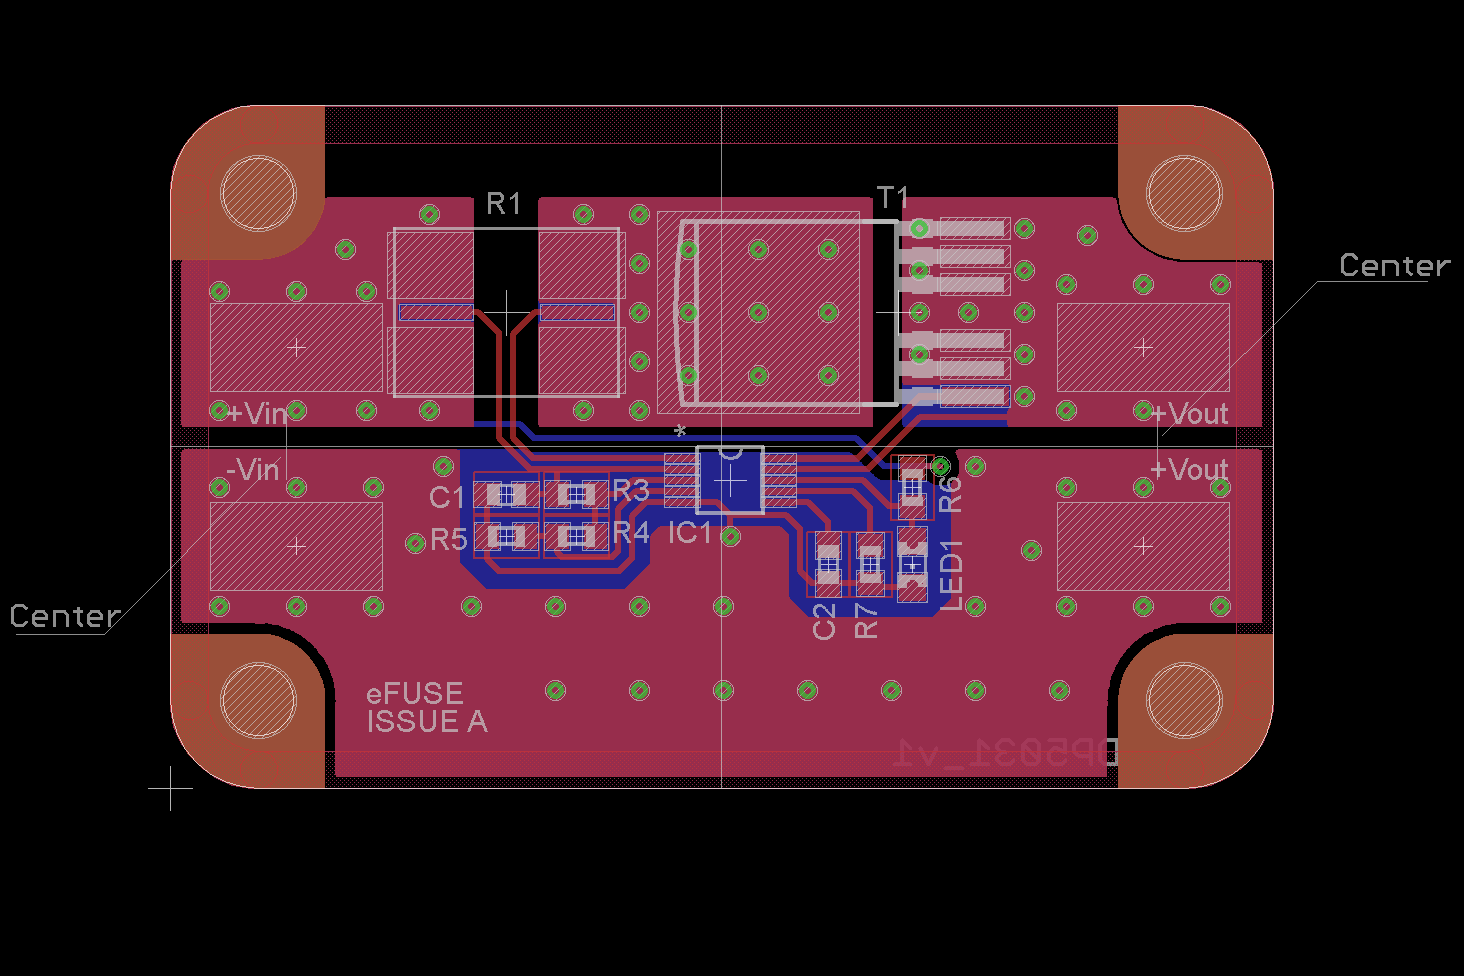 R1
T1
Center
+Vin
+Vout
*
-Vin
+Vout
C1
R3
R6
R5
R4
IC1
LED1
C2
R7
Center
eFUSE
ISSUE A
DP5031_v1